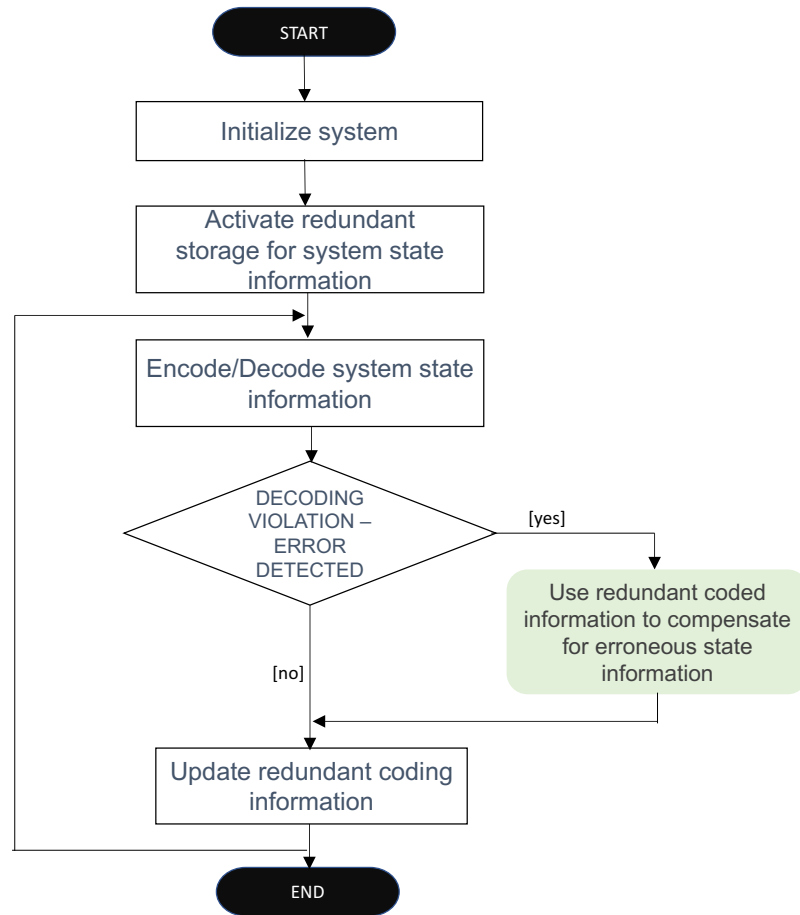 START
Initialize system
Activate redundant
storage for system state
information
Encode/Decode system state
information
DECODING
VIOLATION –
ERROR
DETECTED
[yes]
Use redundant coded
information to compensate
for erroneous state
information
[no]
Update redundant coding
information
END